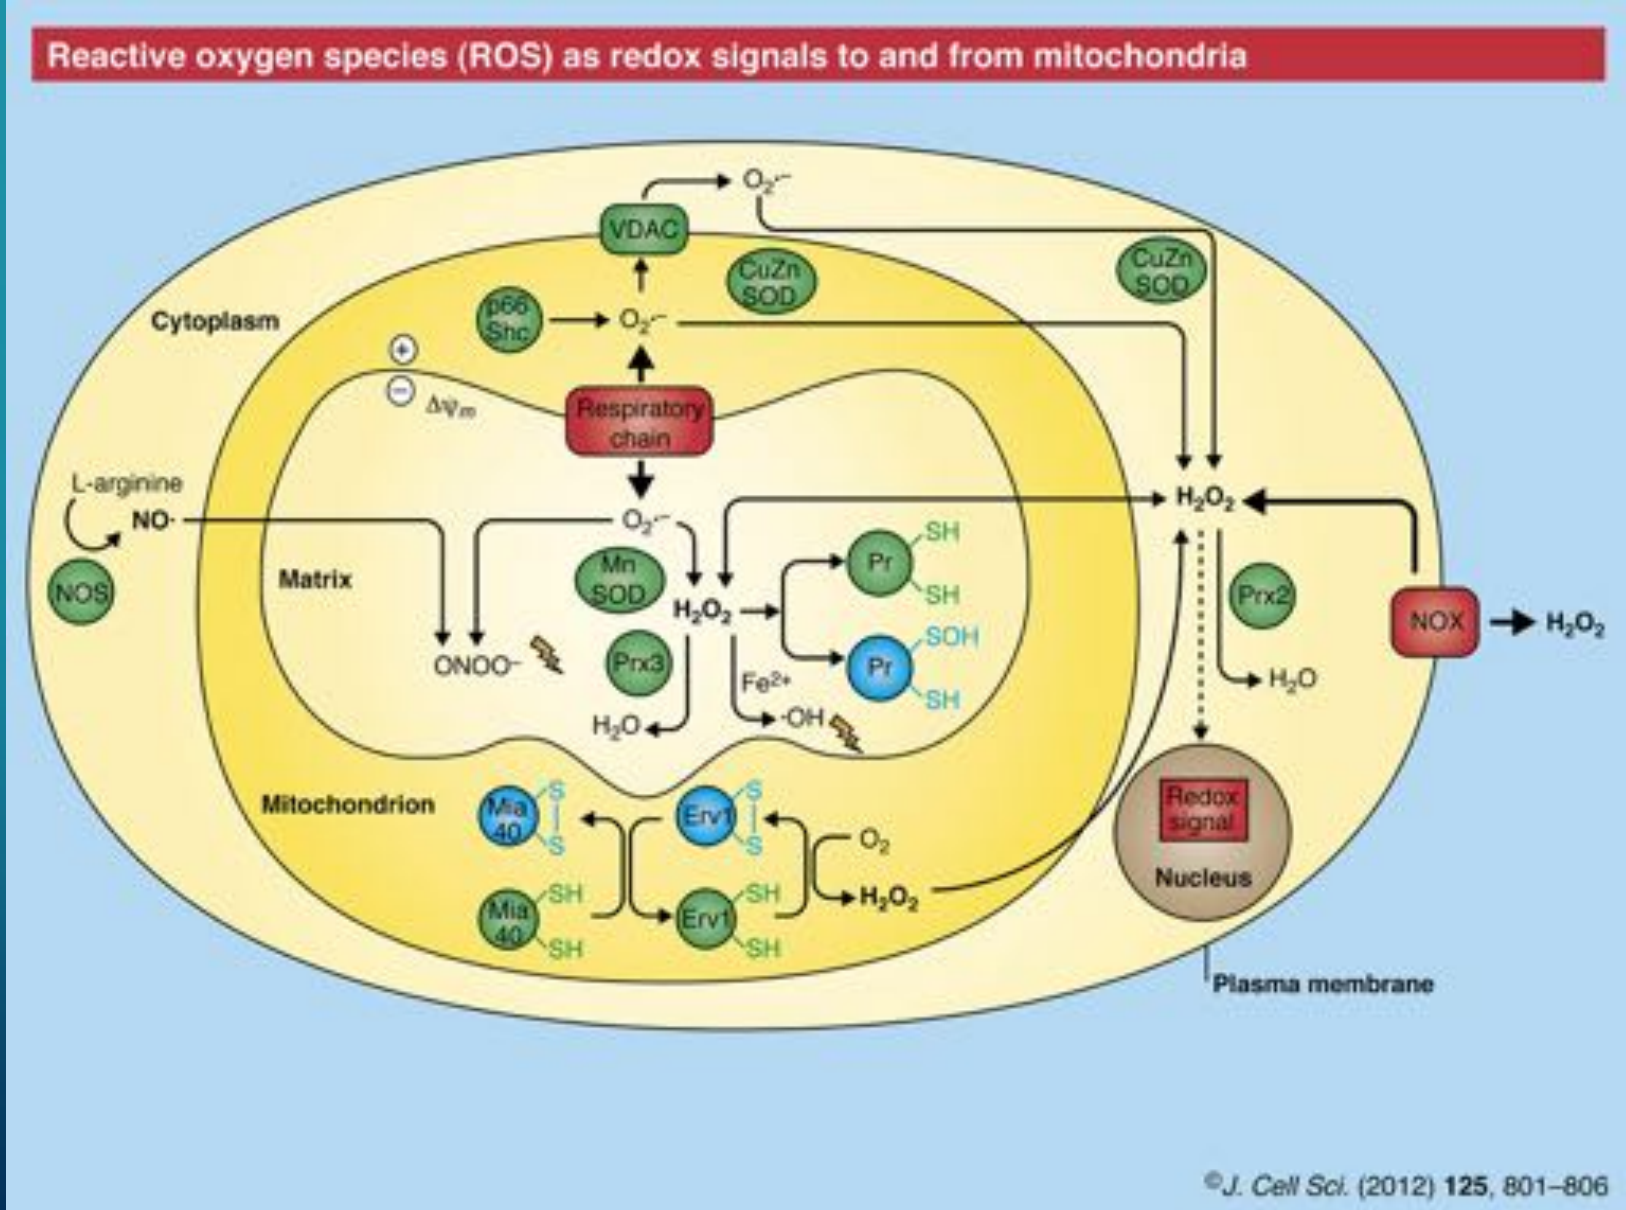 Reactive oxygen species (ROS) as redox signals to and from mitochondria
O₂·−
VDAC
CuZn
SOD
CuZn
SOD
p66
Shc
O₂·−
Cytoplasm
+
−
Δψm
Respiratory
chain
L-arginine
NO·
NOS
O₂·−
H₂O₂
Matrix
Mn
SOD
H₂O₂
Pr
SH
SH
Pr
SOH
SH
ONOO−
Prx3
Fe²⁺
H₂O
·OH
Prx2
H₂O
NOX
H₂O₂
Mitochondrion
Mia
40
S
S
Erv1
S
S
O₂
H₂O₂
Mia
40
SH
SH
Erv1
SH
SH
Redox
signal
Nucleus
Plasma membrane
©J. Cell Sci. (2012) 125, 801–806